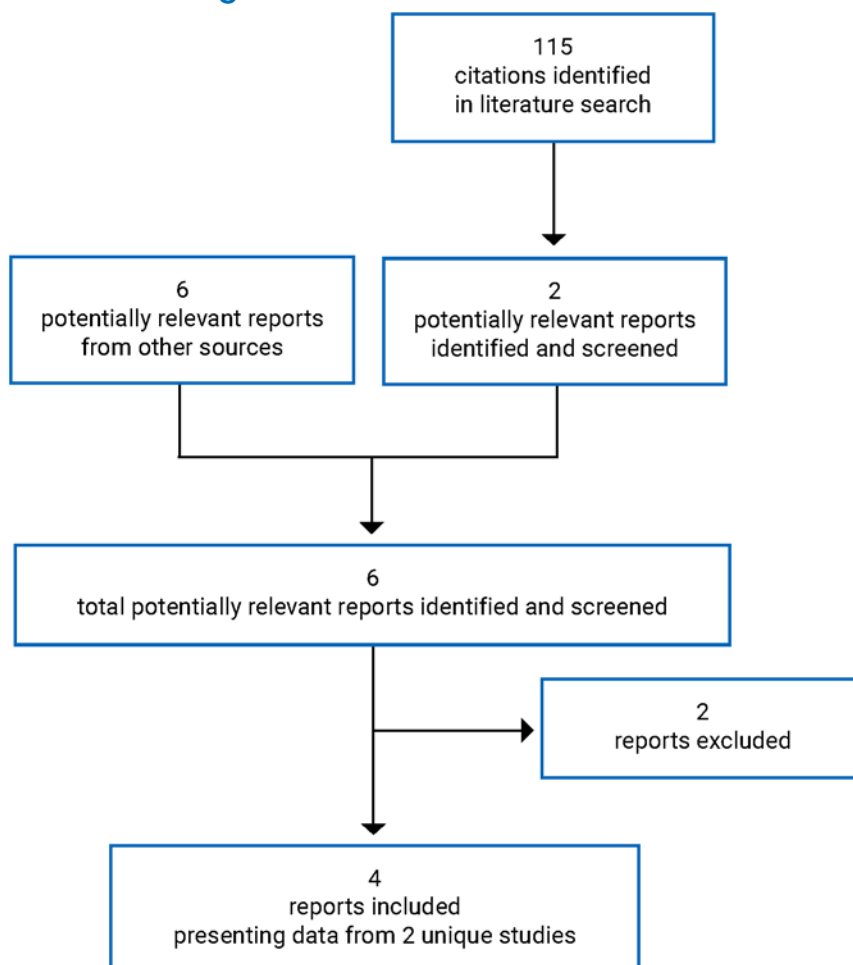 115
citations identified
in literature search
6
potentially relevant reports
from other sources
2
potentially relevant reports
identified and screened
6
total potentially relevant reports identified and screened
2
reports excluded
4
reports included
presenting data from 2 unique studies